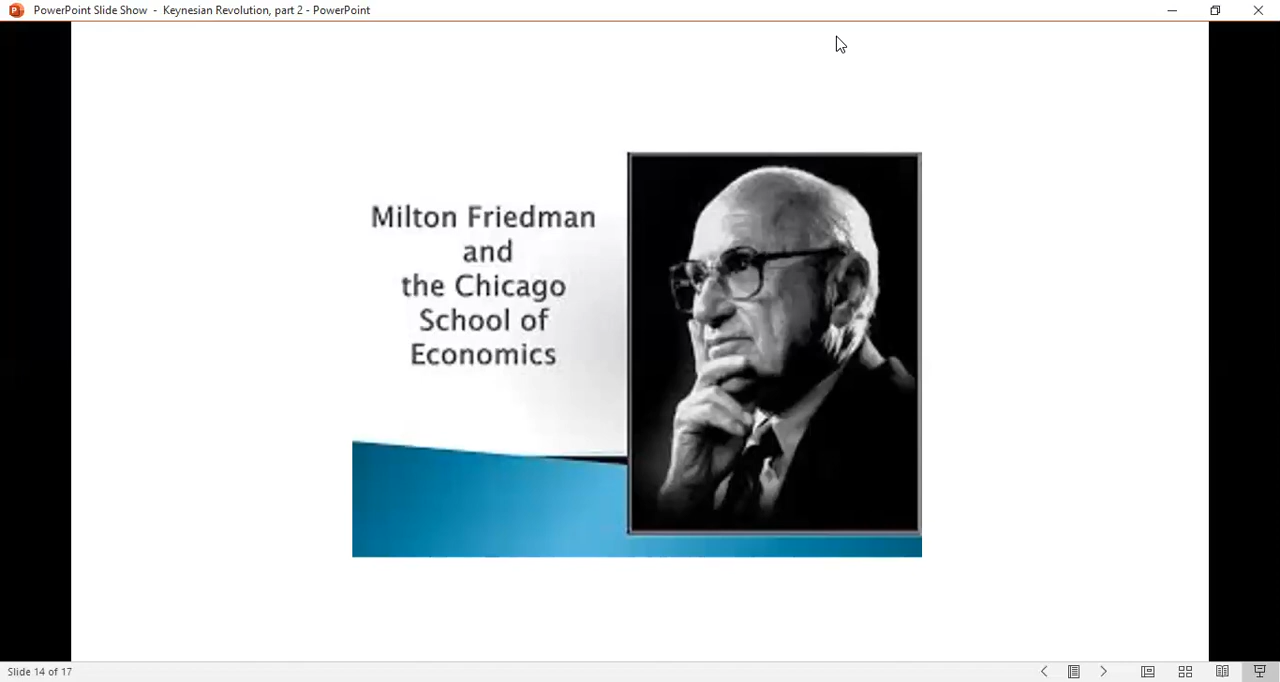 PowerPoint Slide Show - Keynesian Revolution, part 2 - PowerPoint
Milton Friedman
and
the Chicago
School of
Economics
Slide 14 of 17